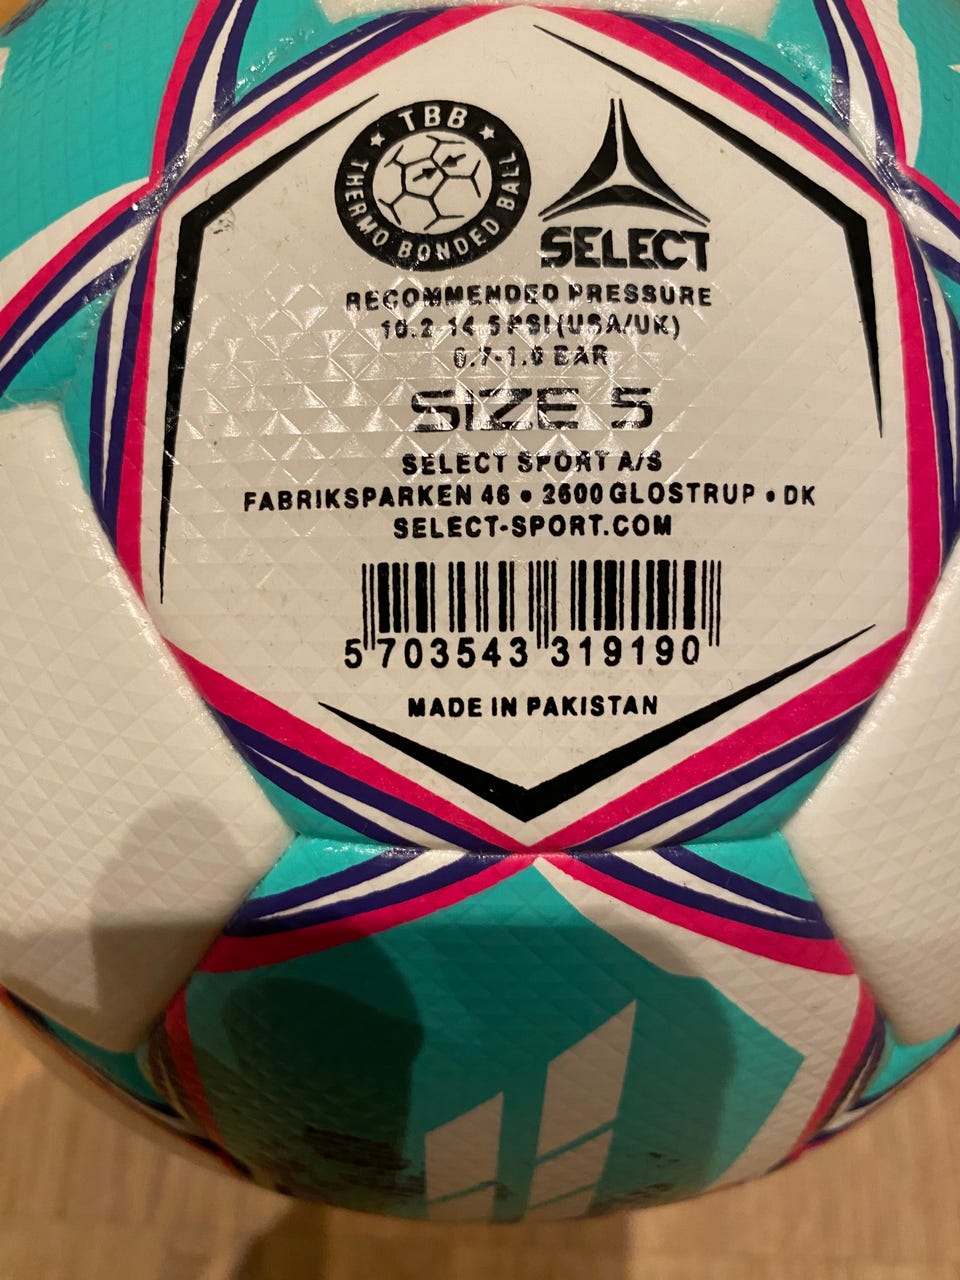 TBB
THERMO BONDED BALL
SELECT
RECOMMENDED PRESSURE
10.2-14.5 PSI (USA/UK)
0.7-1.0 BAR
SIZE 5
SELECT SPORT A/S
FABRIKSPARKEN 46 • 2600 GLOSTRUP • DK
SELECT-SPORT.COM
5 703543 319190
MADE IN PAKISTAN